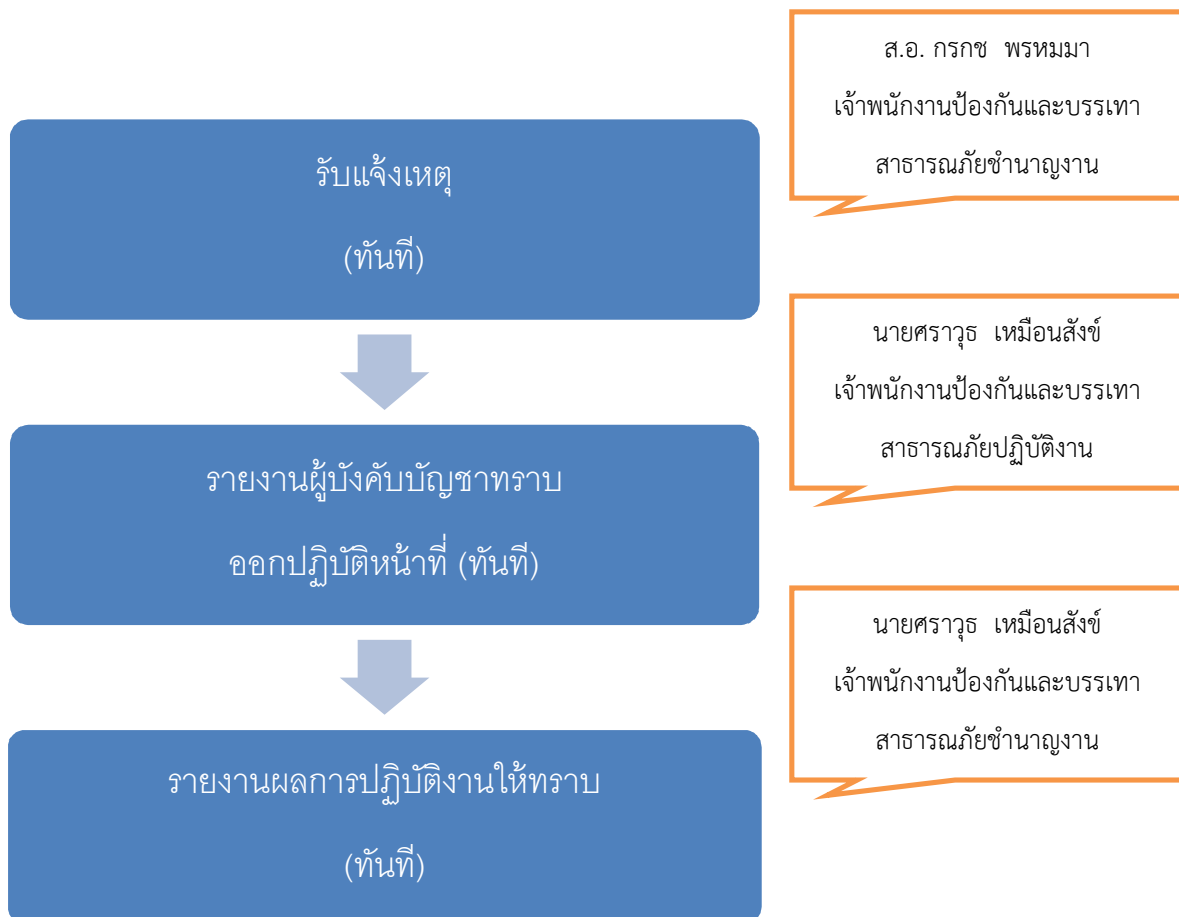 ส.อ. กรกช พรหมมา
เจ้าพนักงานป้องกันและบรรเทา
สาธารณภัยชำนาญงาน
รับแจ้งเหตุ
(ทันที)
นายศราวุธ เหมือนสังข์
เจ้าพนักงานป้องกันและบรรเทา
สาธารณภัยปฏิบัติงาน
รายงานผู้บังคับบัญชาทราบ
ออกปฏิบัติหน้าที่ (ทันที)
นายศราวุธ เหมือนสังข์
เจ้าพนักงานป้องกันและบรรเทา
สาธารณภัยชำนาญงาน
รายงานผลการปฏิบัติงานให้ทราบ
(ทันที)